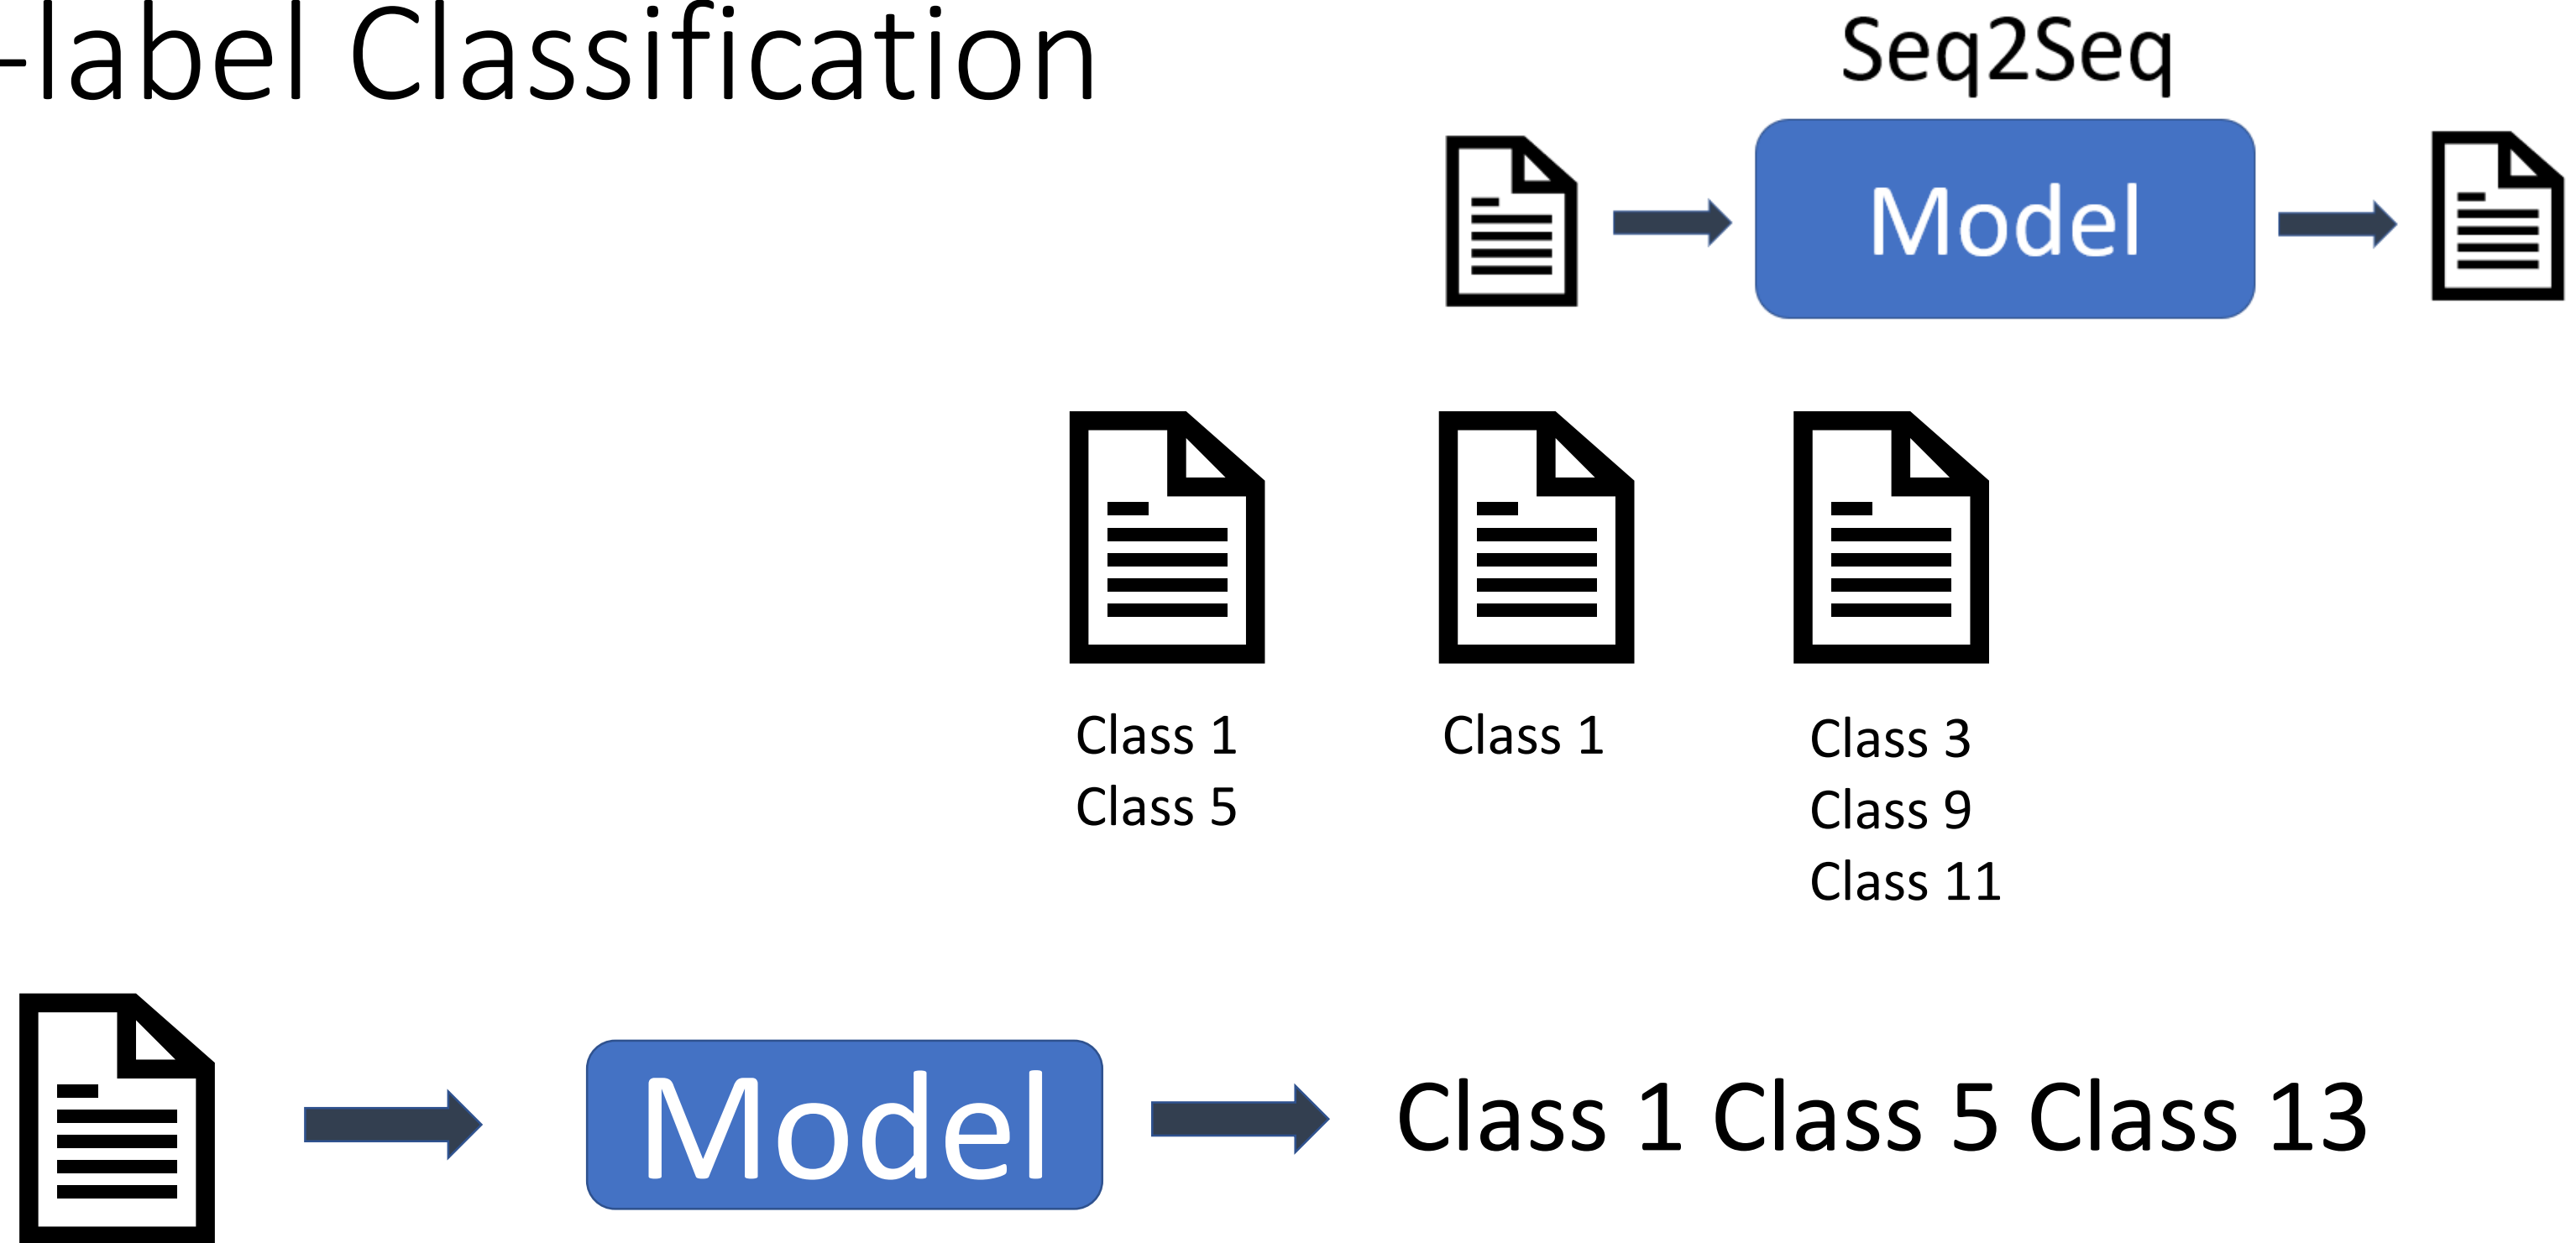 -label Classification
Seq2Seq
Model
Class 1
Class 5
Class 1
Class 3
Class 9
Class 11
Model
Class 1 Class 5 Class 13